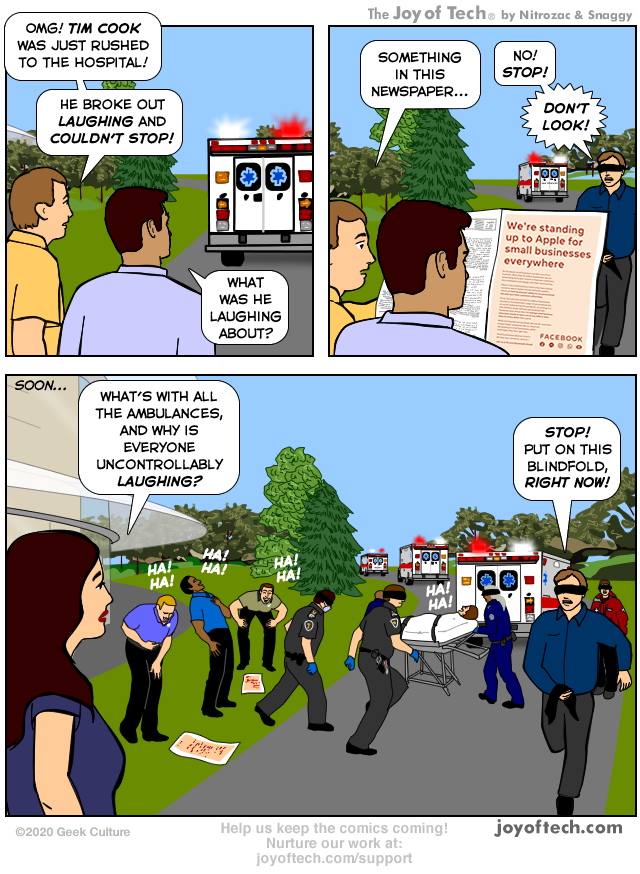 The Joy of Tech® by Nitrozac & Snaggy
OMG! TIM COOK
WAS JUST RUSHED
TO THE HOSPITAL!
HE BROKE OUT
LAUGHING AND
COULDN'T STOP!
WHAT
WAS HE
LAUGHING
ABOUT?
SOMETHING
IN THIS
NEWSPAPER...
NO!
STOP!
DON'T
LOOK!
We're standing
up to Apple for
small businesses
everywhere
FACEBOOK
SOON...
WHAT'S WITH ALL
THE AMBULANCES,
AND WHY IS
EVERYONE
UNCONTROLLABLY
LAUGHING?
STOP!
PUT ON THIS
BLINDFOLD,
RIGHT NOW!
HA!
HA!
HA!
HA!
HA!
HA!
HA!
HA!
©2020 Geek Culture
Help us keep the comics coming!
Nurture our work at:
joyoftech.com/support
joyoftech.com